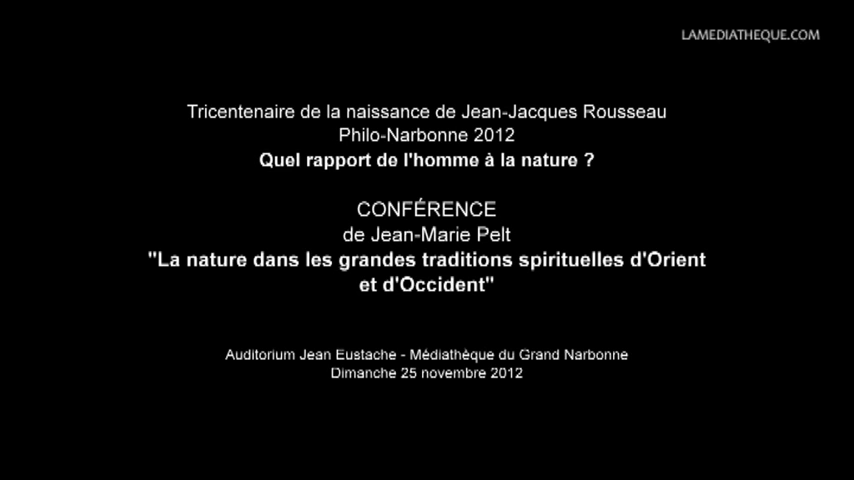 LAMEDIATHEQUE.COM
Tricentenaire de la naissance de Jean-Jacques Rousseau
Philo-Narbonne 2012
Quel rapport de l'homme à la nature ?
CONFÉRENCE
de Jean-Marie Pelt
"La nature dans les grandes traditions spirituelles d'Orient
et d'Occident"
Auditorium Jean Eustache - Médiathèque du Grand Narbonne
Dimanche 25 novembre 2012